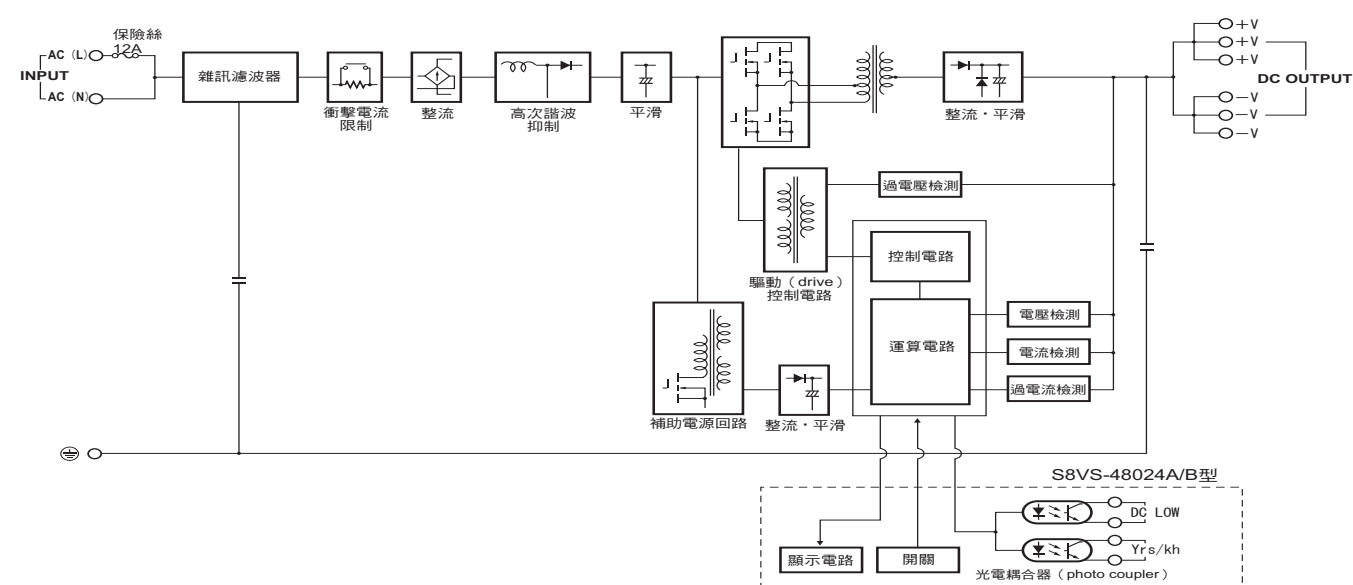 保險絲
12A
AC (L)
INPUT
AC (N)
雜訊濾波器
衝擊電流
限制
整流
高次諧波
抑制
平滑
整流・平滑
+V
+V
+V
DC OUTPUT
-V
-V
-V
過電壓檢測
驅動(drive)
控制電路
控制電路
運算電路
電壓檢測
電流檢測
過電流檢測
補助電源回路
整流・平滑
S8VS-48024A/B型
DC LOW
Yrs/kh
顯示電路
開關
光電耦合器(photo coupler)